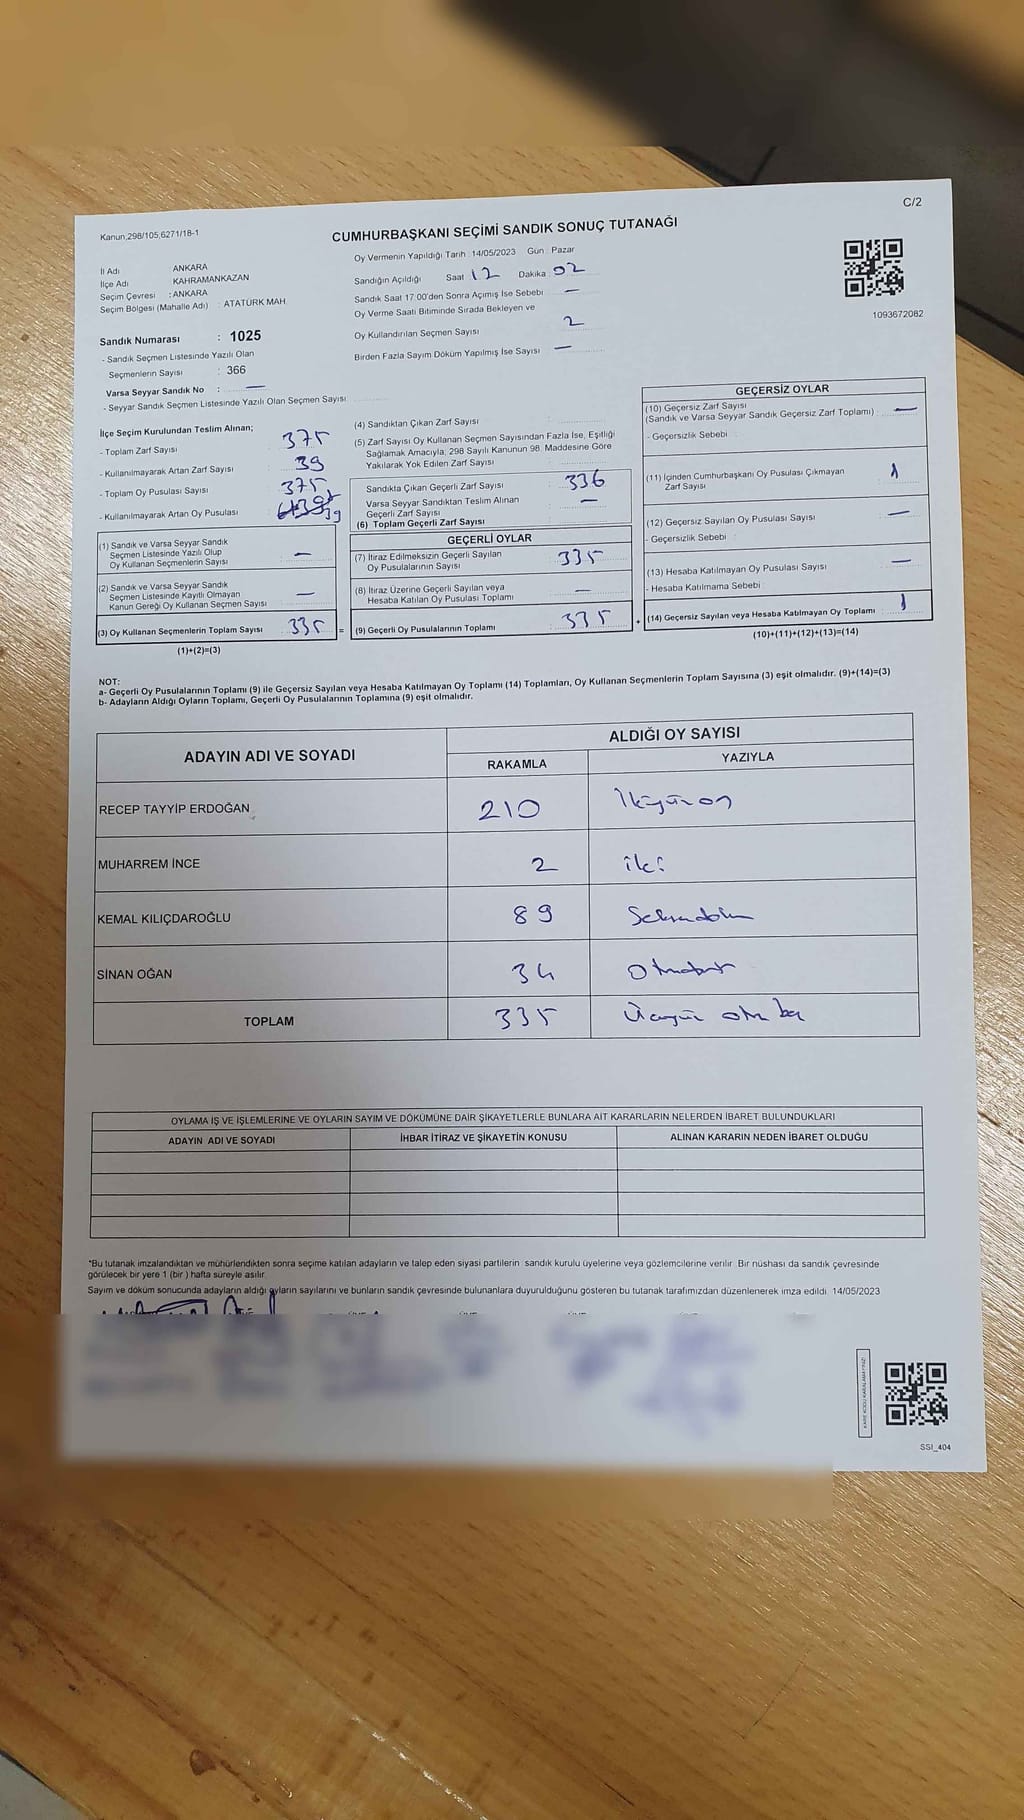 C/2
Kanun;298/105,6271/18-1
CUMHURBAŞKANI SEÇİMİ SANDIK SONUÇ TUTANAĞI
İl Adı ANKARA
İlçe Adı KAHRAMANKAZAN
Seçim Çevresi : ANKARA
Seçim Bölgesi (Mahalle Adı) : ATATÜRK MAH.
Sandık Numarası : 1025
- Sandık Seçmen Listesinde Yazılı Olan
Seçmenlerin Sayısı : 366
Varsa Seyyar Sandık No : —
- Seyyar Sandık Seçmen Listesinde Yazılı Olan Seçmen Sayısı:
Oy Vermenin Yapıldığı Tarih : 14/05/2023 Gün : Pazar
Sandığın Açıldığı Saat 12 Dakika : 02
Sandık Saat 17:00'den Sonra Açımış İse Sebebi : —
Oy Verme Saati Bitiminde Sırada Bekleyen ve
Oy Kullandırılan Seçmen Sayısı 2
Birden Fazla Sayım Döküm Yapılmış İse Sayısı : —
1093672082
İlçe Seçim Kurulundan Teslim Alınan;
- Toplam Zarf Sayısı : 375
- Kullanılmayarak Artan Zarf Sayısı : 39
- Toplam Oy Pusulası Sayısı : 375
- Kullanılmayarak Artan Oy Pusulası 39
(1) Sandık ve Varsa Seyyar Sandık
Seçmen Listesinde Yazılı Olup
Oy Kullanan Seçmenlerin Sayısı : —
(2) Sandık ve Varsa Seyyar Sandık
Seçmen Listesinde Kayıtlı Olmayan
Kanun Gereği Oy Kullanan Seçmen Sayısı : —
(3) Oy Kullanan Seçmenlerin Toplam Sayısı : 335 =
(1)+(2)=(3)
(4) Sandıktan Çıkan Zarf Sayısı :
(5) Zarf Sayısı Oy Kullanan Seçmen Sayısından Fazla İse, Eşitliği
Sağlamak Amacıyla; 298 Sayılı Kanunun 98. Maddesine Göre
Yakılarak Yok Edilen Zarf Sayısı :
Sandıkta Çıkan Geçerli Zarf Sayısı : 336
Varsa Seyyar Sandıktan Teslim Alınan
Geçerli Zarf Sayısı : —
(6) Toplam Geçerli Zarf Sayısı :
GEÇERLİ OYLAR
(7) İtiraz Edilmeksizin Geçerli Sayılan
Oy Pusulalarının Sayısı : 335
(8) İtiraz Üzerine Geçerli Sayılan veya
Hesaba Katılan Oy Pusulası Toplamı : —
(9) Geçerli Oy Pusulalarının Toplamı : 335 +
GEÇERSİZ OYLAR
(10) Geçersiz Zarf Sayısı
(Sandık ve Varsa Seyyar Sandık Geçersiz Zarf Toplamı) : —
- Geçersizlik Sebebi :
(11) İçinden Cumhurbaşkanı Oy Pusulası Çıkmayan
Zarf Sayısı : 1
(12) Geçersiz Sayılan Oy Pusulası Sayısı : —
- Geçersizlik Sebebi :
(13) Hesaba Katılmayan Oy Pusulası Sayısı : —
- Hesaba Katılmama Sebebi :
(14) Geçersiz Sayılan veya Hesaba Katılmayan Oy Toplamı : 1
(10)+(11)+(12)+(13)=(14)
NOT:
a- Geçerli Oy Pusulalarının Toplamı (9) ile Geçersiz Sayılan veya Hesaba Katılmayan Oy Toplamı (14) Toplamları, Oy Kullanan Seçmenlerin Toplam Sayısına (3) eşit olmalıdır. (9)+(14)=(3)
b- Adayların Aldığı Oyların Toplamı, Geçerli Oy Pusulalarının Toplamına (9) eşit olmalıdır.
ADAYIN ADI VE SOYADI ALDIĞI OY SAYISI
RAKAMLA YAZIYLA
RECEP TAYYİP ERDOĞAN 210 İkiyüzon
MUHARREM İNCE 2 iki
KEMAL KILIÇDAROĞLU 89
SİNAN OĞAN 34
TOPLAM 335
OYLAMA İŞ VE İŞLEMLERİNE VE OYLARIN SAYIM VE DÖKÜMÜNE DAİR ŞİKAYETLERLE BUNLARA AİT KARARLARIN NELERDEN İBARET BULUNDUKLARI
ADAYIN ADI VE SOYADI İHBAR İTİRAZ VE ŞİKAYETİN KONUSU ALINAN KARARIN NEDEN İBARET OLDUĞU
*Bu tutanak imzalandıktan ve mühürlendikten sonra seçime katılan adayların ve talep eden siyasi partilerin sandık kurulu üyelerine veya gözlemcilerine verilir. Bir nüshası da sandık çevresinde
görülecek bir yere 1 (bir) hafta süreyle asılır.
Sayım ve döküm sonucunda adayların aldığı oyların sayılarını ve bunların sandık çevresinde bulunanlara duyurulduğunu gösteren bu tutanak tarafımızdan düzenlenerek imza edildi. 14/05/2023
KARE KODU KARALAMAYINIZ!
SSI_404